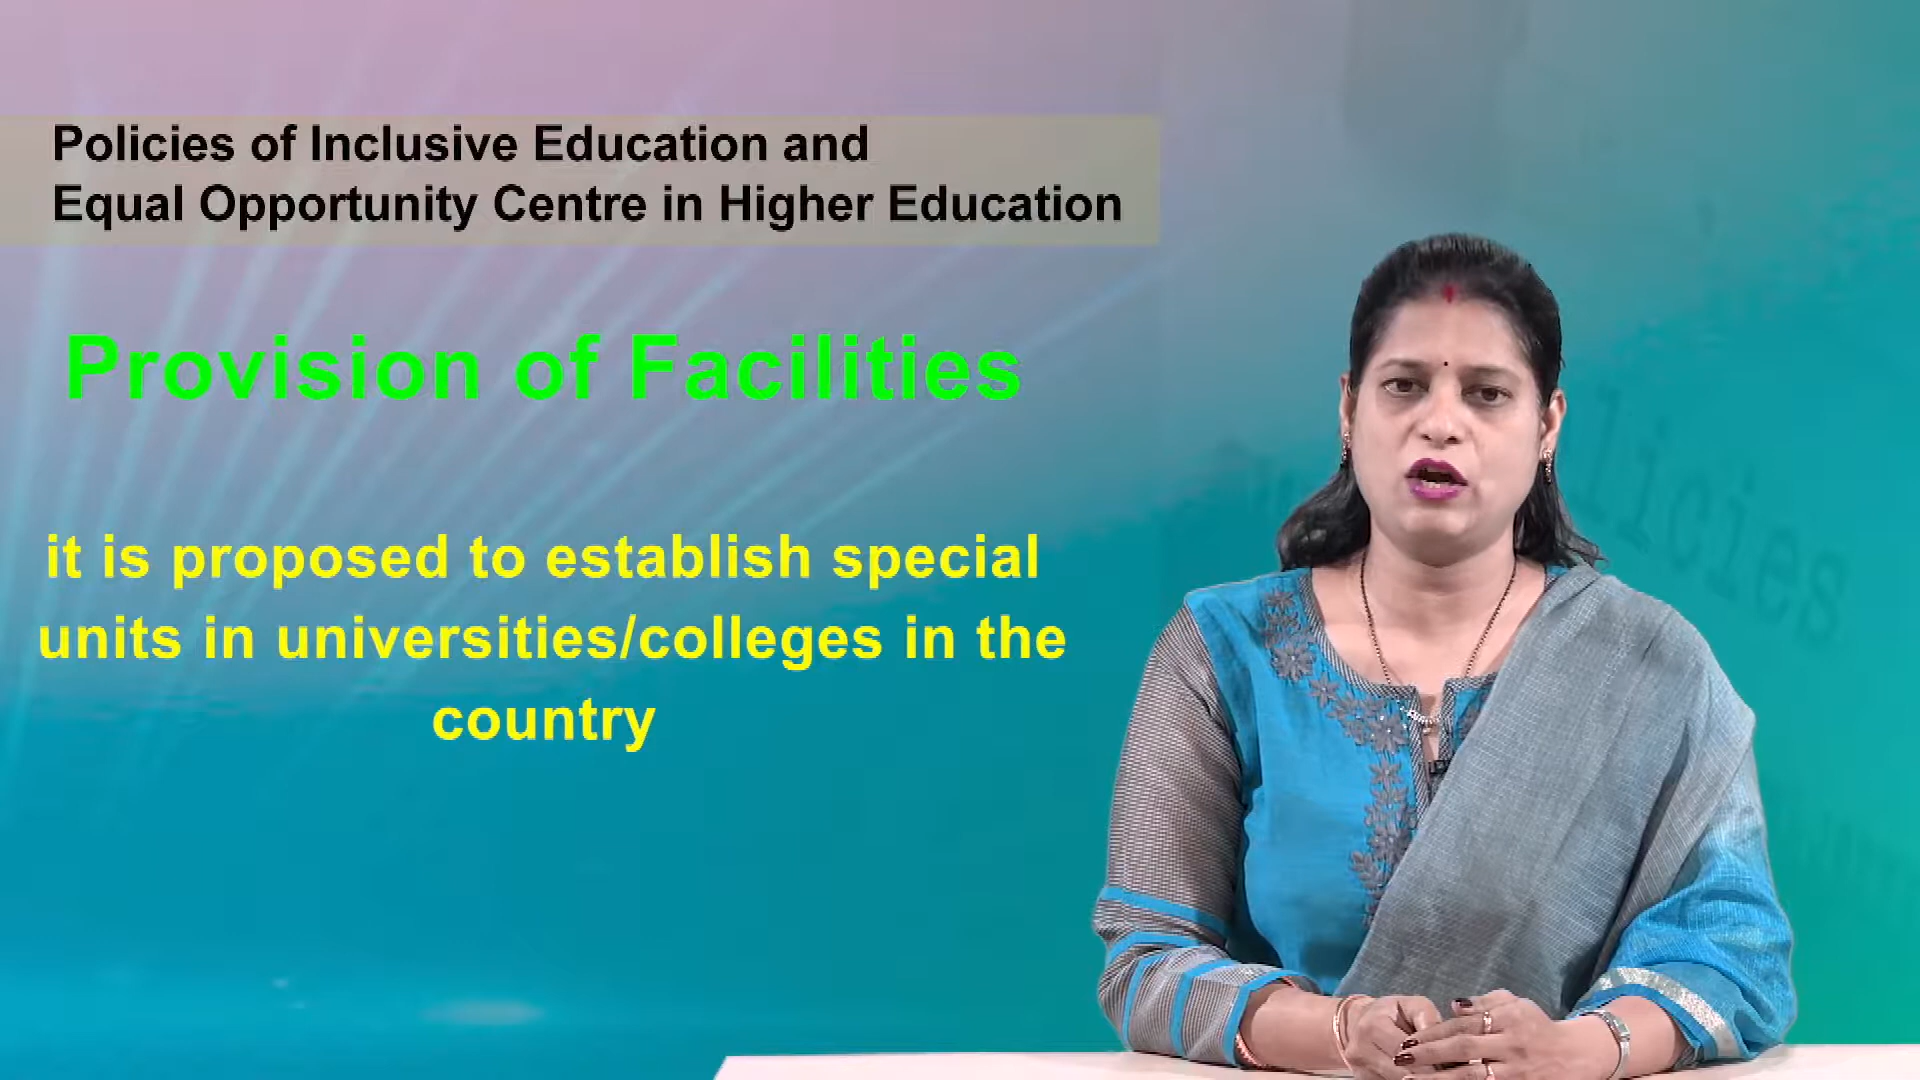 Policies of Inclusive Education and
Equal Opportunity Centre in Higher Education
Provision of Facilities
it is proposed to establish special
units in universities/colleges in the
country